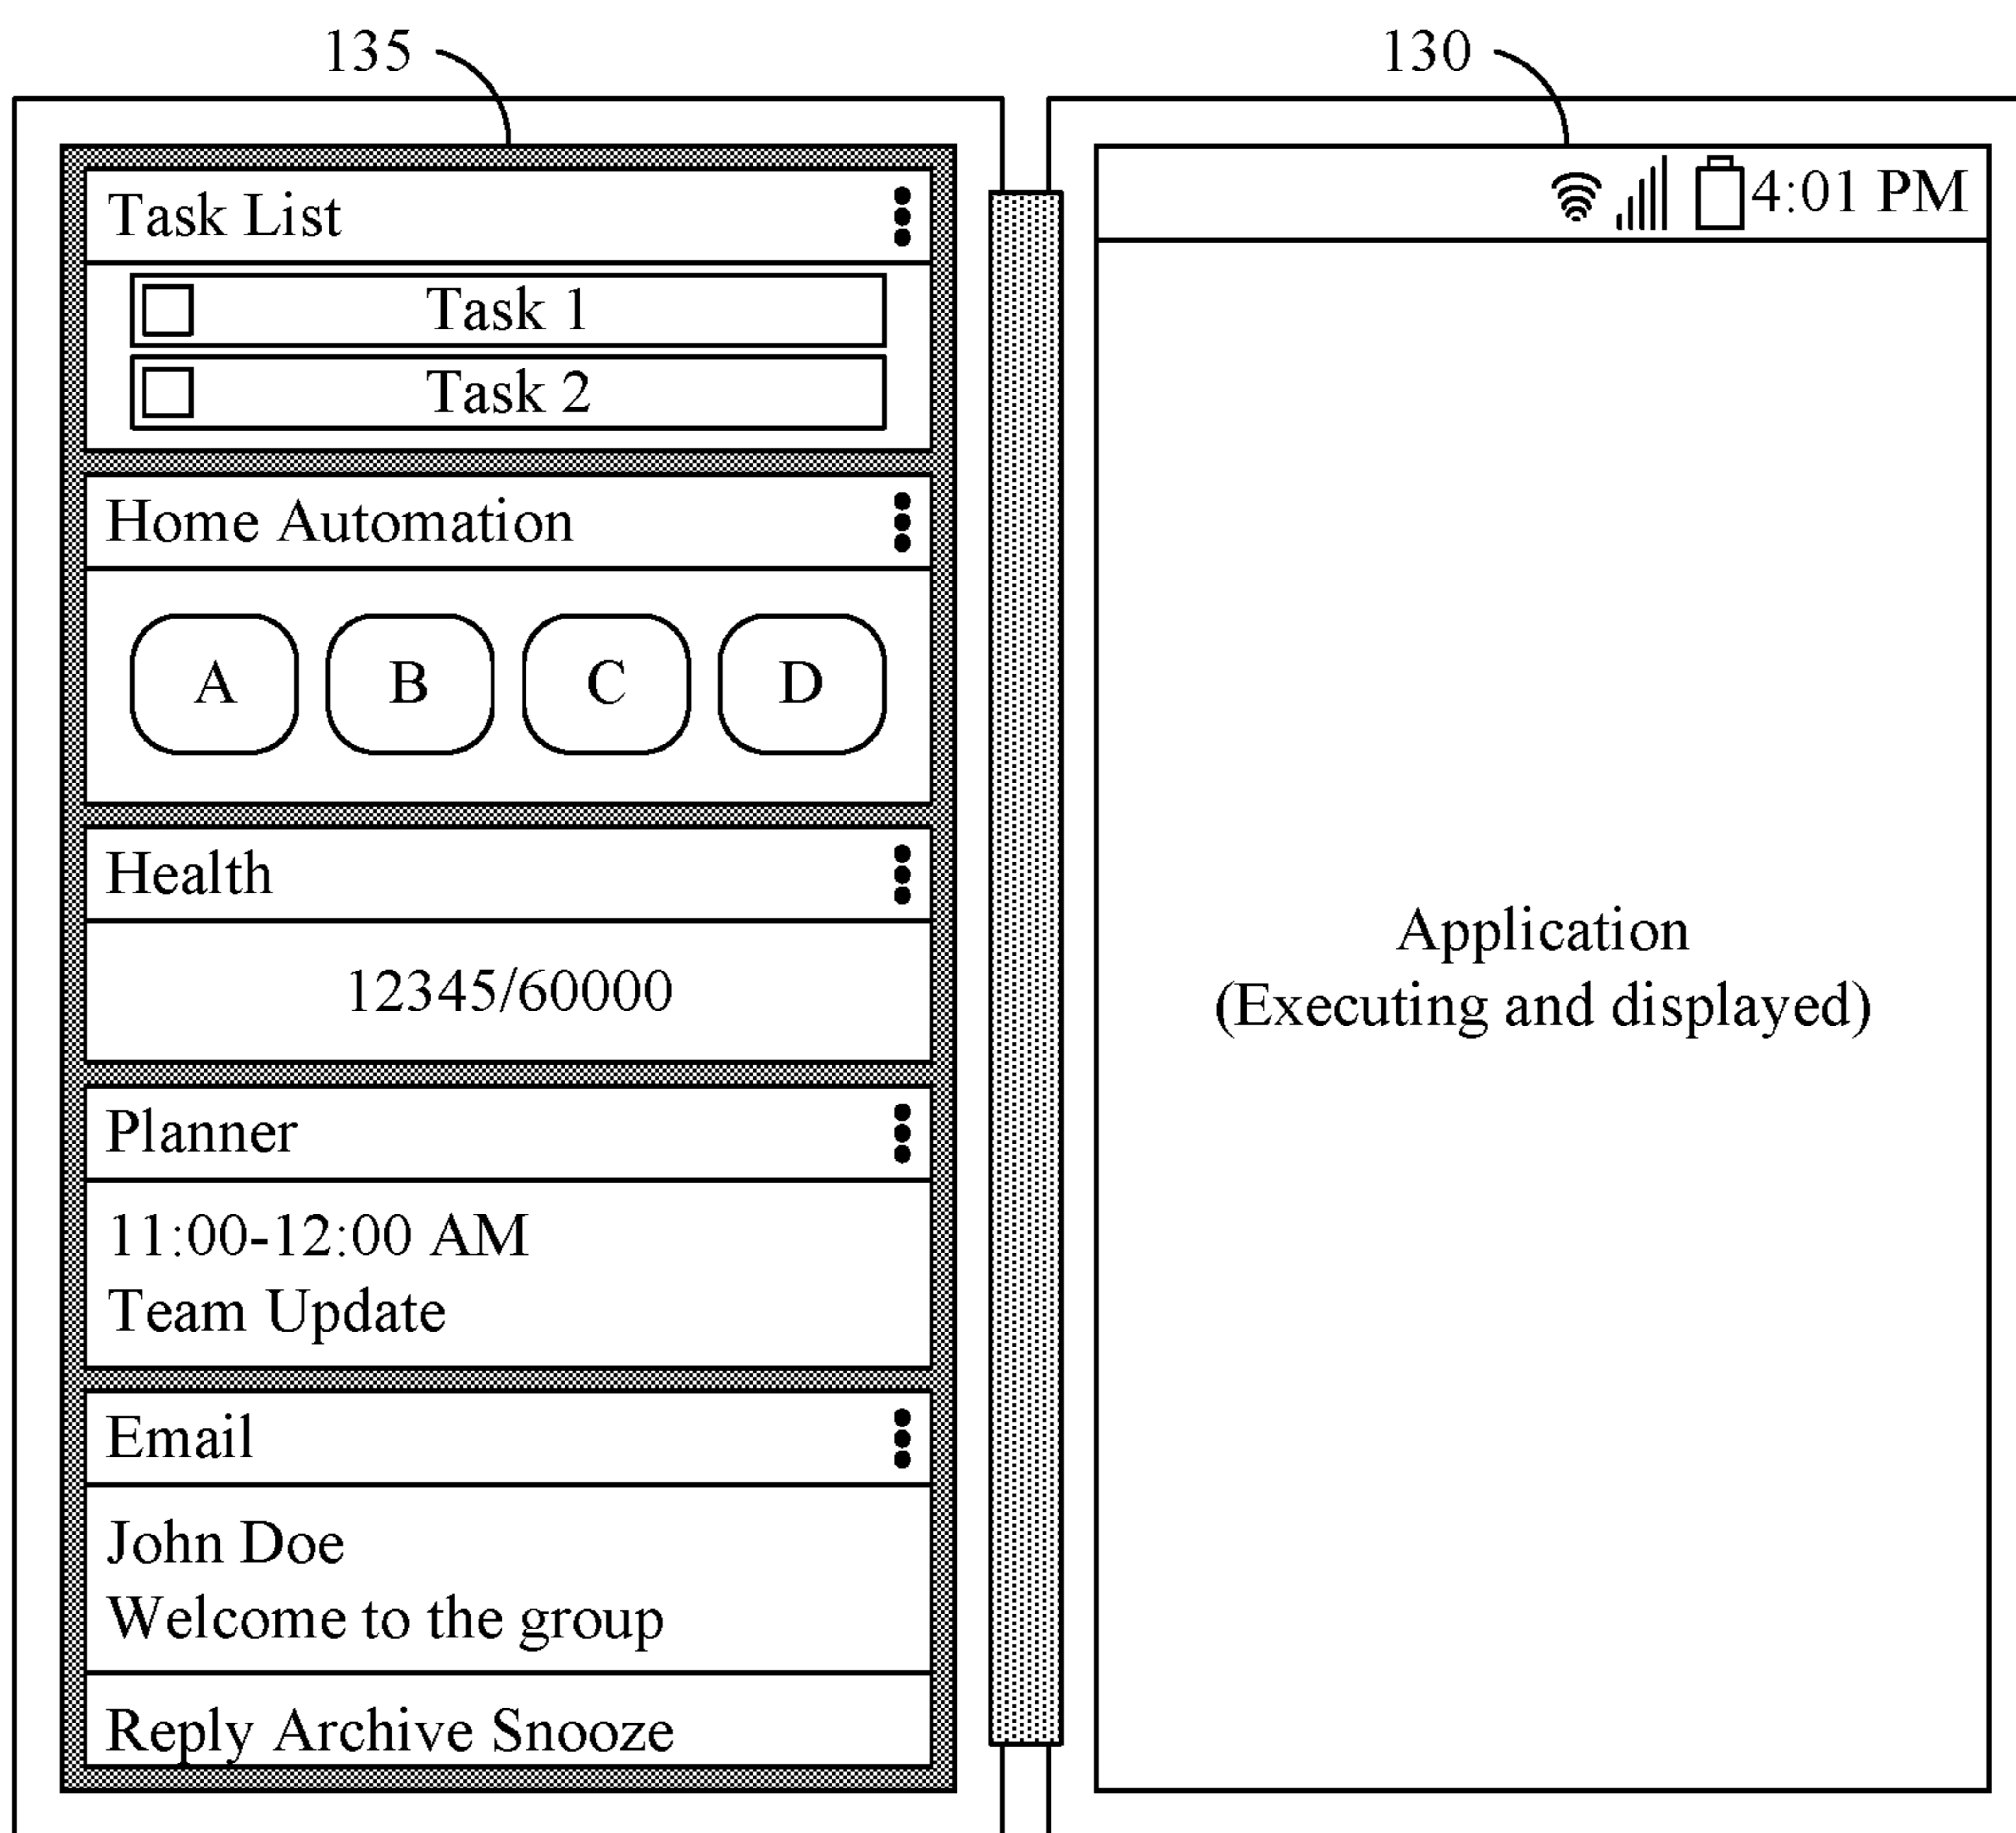 135
130
Task List
Task 1
Task 2
Home Automation
A B C D
Health
12345/60000
Planner
11:00-12:00 AM
Team Update
Email
John Doe
Welcome to the group
Reply Archive Snooze
4:01 PM
Application
(Executing and displayed)